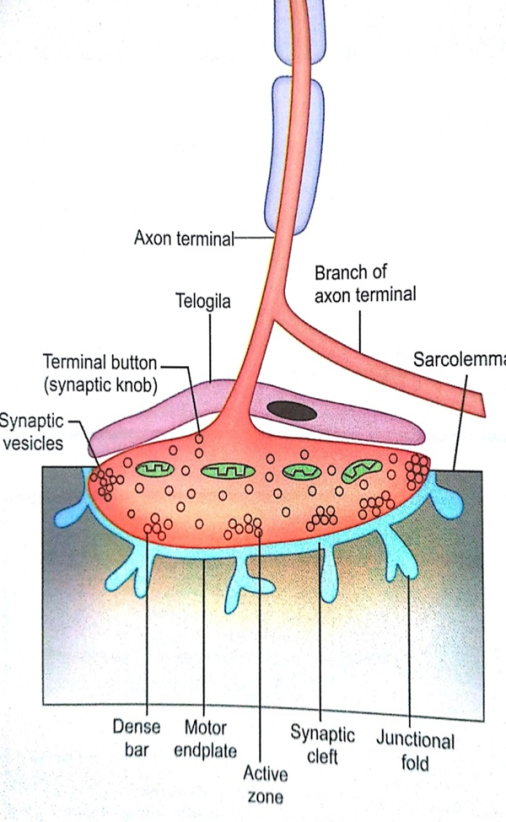 Axon terminal
Branch of
axon terminal
Telogila
Terminal button
(synaptic knob)
Sarcolemma
Synaptic
vesicles
Dense
bar
Motor
endplate
Active
zone
Synaptic
cleft
Junctional
fold